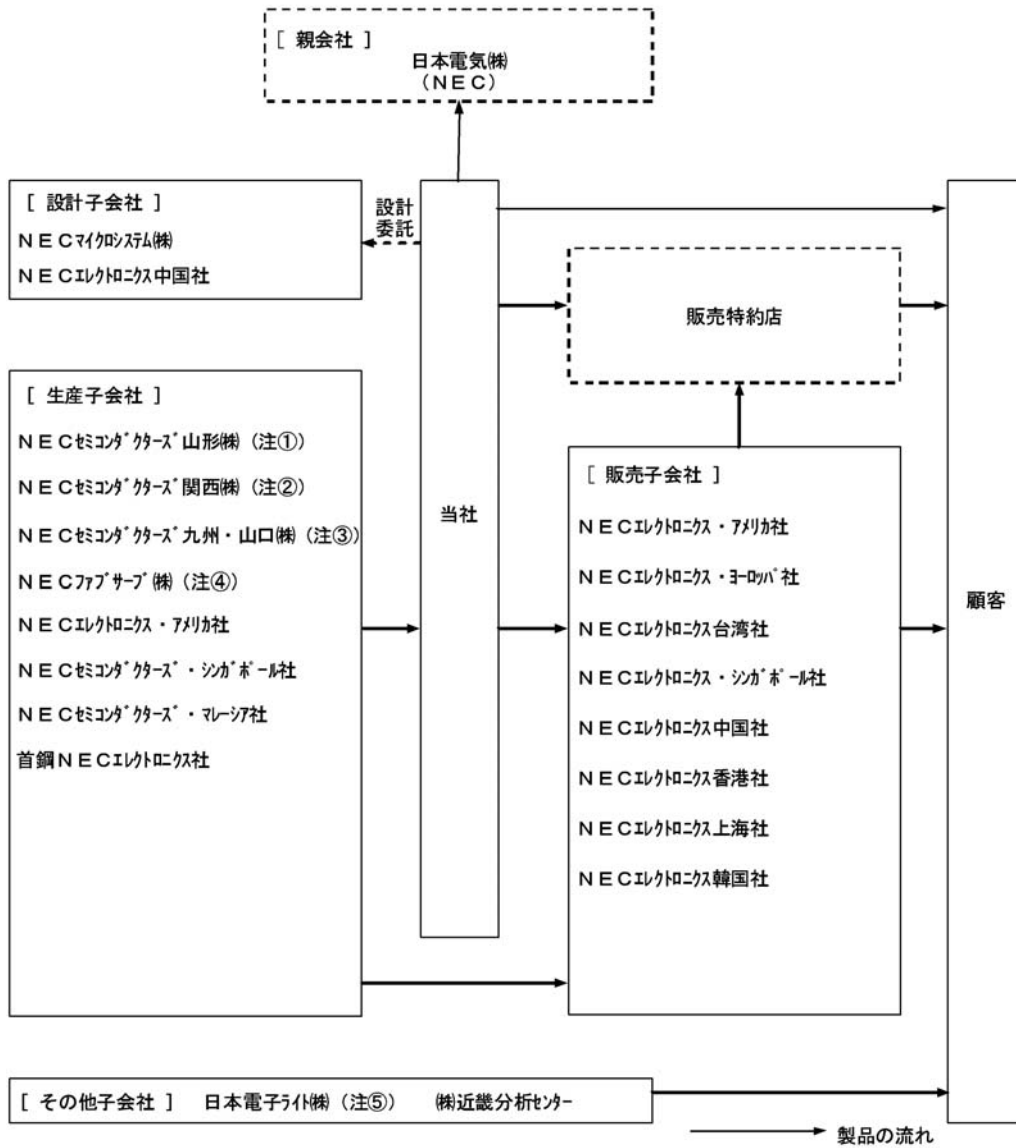 [ 親会社 ]
日本電気㈱
(NEC)
[ 設計子会社 ]
NECﾏｲｸﾛｼｽﾃﾑ㈱
NECｴﾚｸﾄﾛﾆｸｽ中国社
設計
委託
販売特約店
[ 生産子会社 ]
NECｾﾐｺﾝﾀﾞｸﾀｰｽﾞ山形㈱ (注①)
NECｾﾐｺﾝﾀﾞｸﾀｰｽﾞ関西㈱ (注②)
NECｾﾐｺﾝﾀﾞｸﾀｰｽﾞ九州・山口㈱ (注③)
NECﾌｧﾌﾞｻｰﾌﾞ㈱ (注④)
NECｴﾚｸﾄﾛﾆｸｽ・ｱﾒﾘｶ社
NECｾﾐｺﾝﾀﾞｸﾀｰｽﾞ・ｼﾝｶﾞﾎﾟｰﾙ社
NECｾﾐｺﾝﾀﾞｸﾀｰｽﾞ・ﾏﾚｰｼｱ社
首鋼NECｴﾚｸﾄﾛﾆｸｽ社
当社
[ 販売子会社 ]
NECｴﾚｸﾄﾛﾆｸｽ・ｱﾒﾘｶ社
NECｴﾚｸﾄﾛﾆｸｽ・ﾖｰﾛｯﾊﾟ社
NECｴﾚｸﾄﾛﾆｸｽ台湾社
NECｴﾚｸﾄﾛﾆｸｽ・ｼﾝｶﾞﾎﾟｰﾙ社
NECｴﾚｸﾄﾛﾆｸｽ中国社
NECｴﾚｸﾄﾛﾆｸｽ香港社
NECｴﾚｸﾄﾛﾆｸｽ上海社
NECｴﾚｸﾄﾛﾆｸｽ韓国社
顧客
[ その他子会社 ] 日本電子ﾗｲﾄ㈱ (注⑤) ㈱近畿分析ｾﾝﾀｰ
製品の流れ